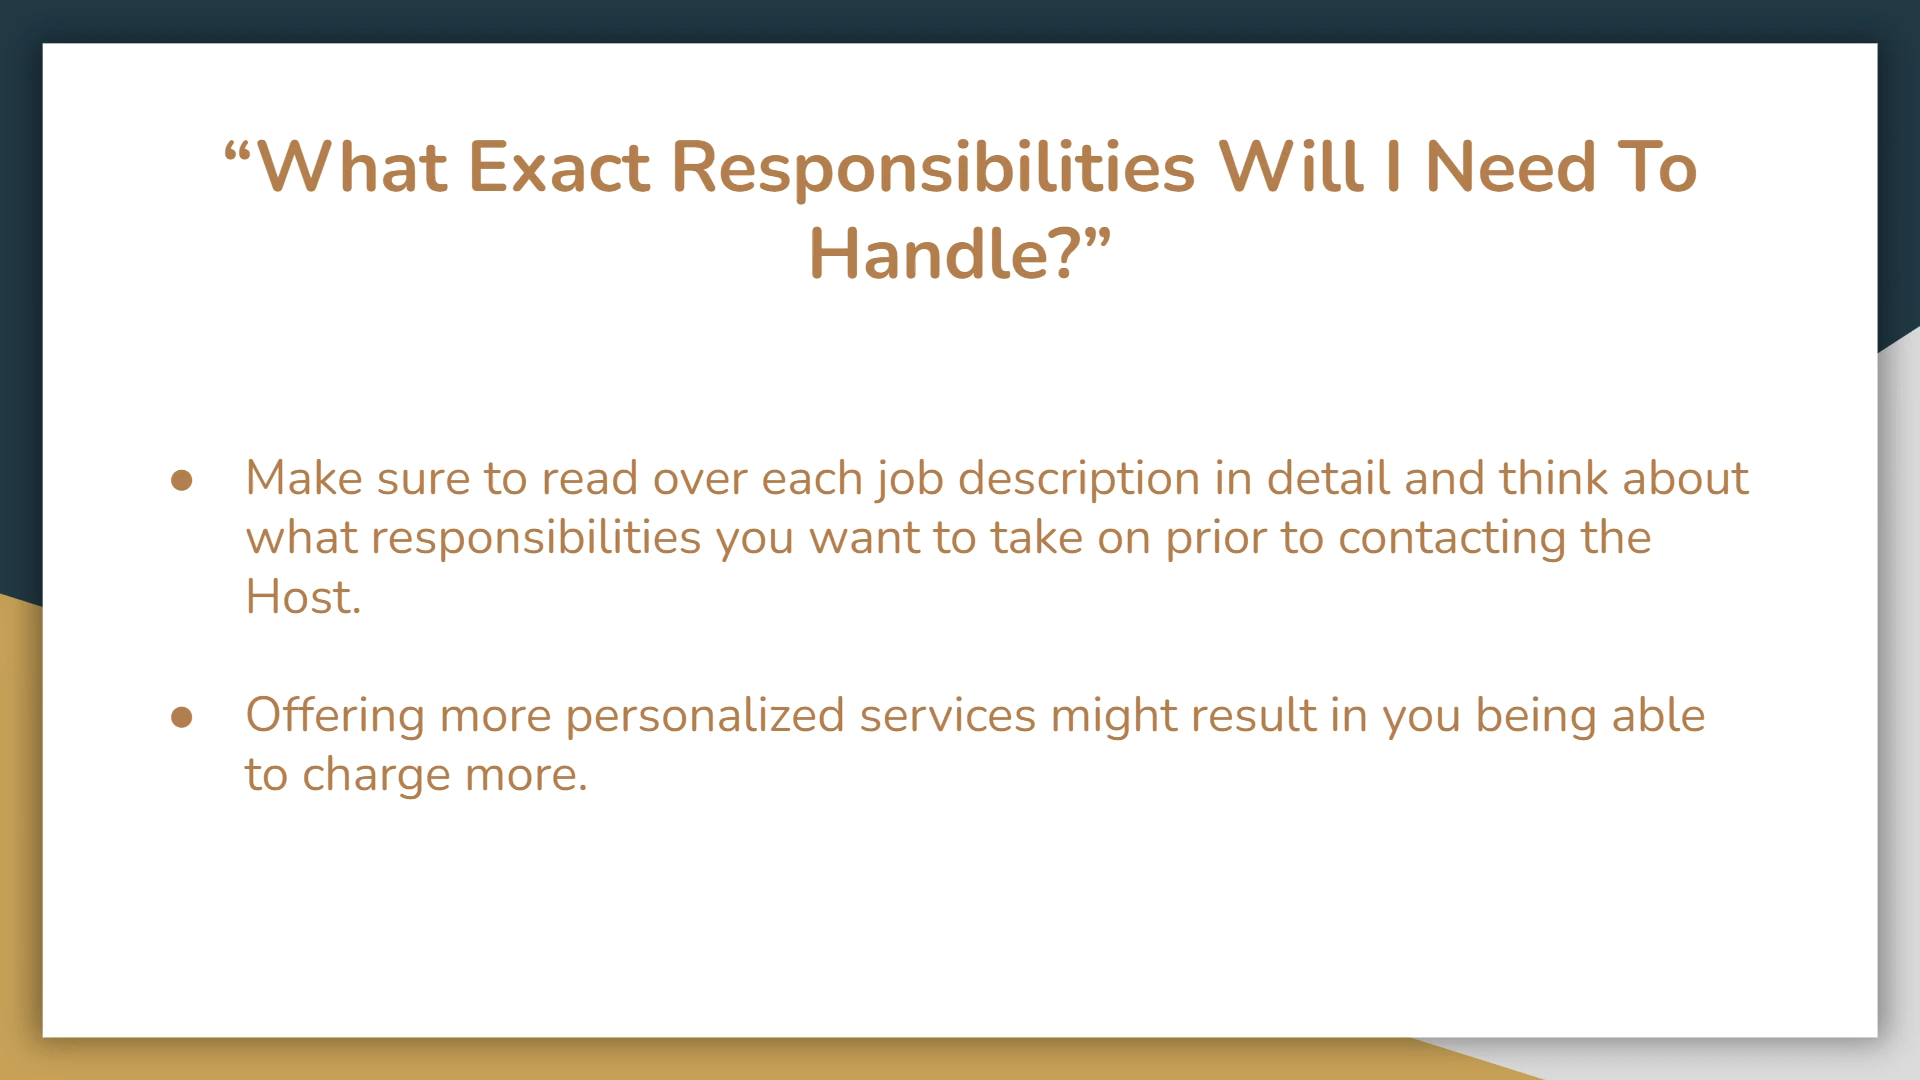 “What Exact Responsibilities Will I Need To
Handle?”
● Make sure to read over each job description in detail and think about
what responsibilities you want to take on prior to contacting the
Host.
● Offering more personalized services might result in you being able
to charge more.